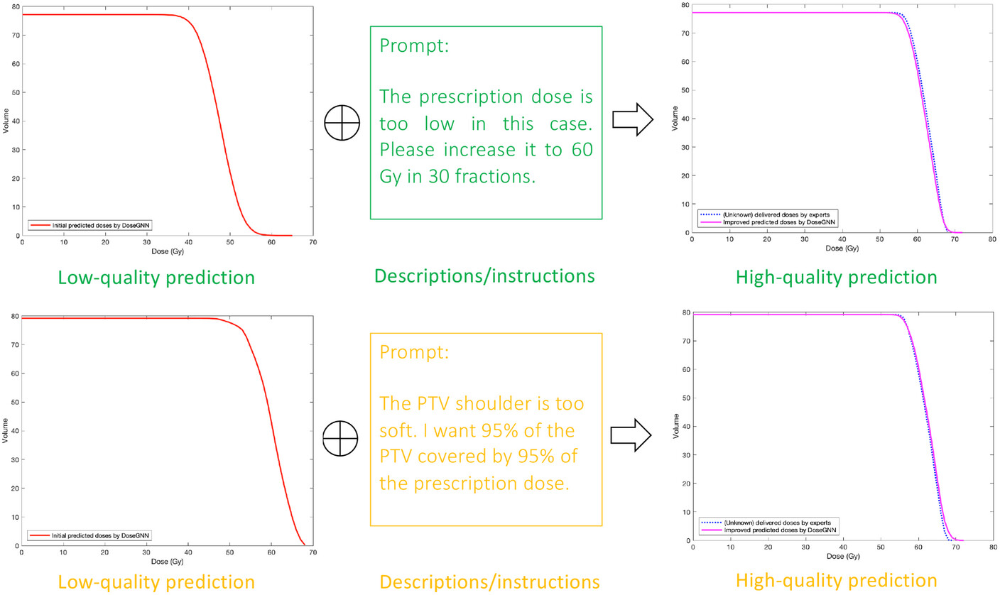 80
70
60
50
40
30
20
10
0
Volume
0 10 20 30 40 50 60 70
Dose (Gy)
Initial predicted doses by DoseGNN
Low-quality prediction
Prompt:
The prescription dose is
too low in this case.
Please increase it to 60
Gy in 30 fractions.
Descriptions/instructions
80
70
60
50
40
30
20
10
0
Volume
0 10 20 30 40 50 60 70 80
Dose (Gy)
(Unknown) delivered doses by experts
Improved predicted doses by DoseGNN
High-quality prediction
80
70
60
50
40
30
20
10
0
Volume
0 10 20 30 40 50 60 70
Dose (Gy)
Initial predicted doses by DoseGNN
Low-quality prediction
Prompt:
The PTV shoulder is too
soft. I want 95% of the
PTV covered by 95% of
the prescription dose.
Descriptions/instructions
80
70
60
50
40
30
20
10
0
Volume
0 10 20 30 40 50 60 70 80
Dose (Gy)
(Unknown) delivered doses by experts
Improved predicted doses by DoseGNN
High-quality prediction